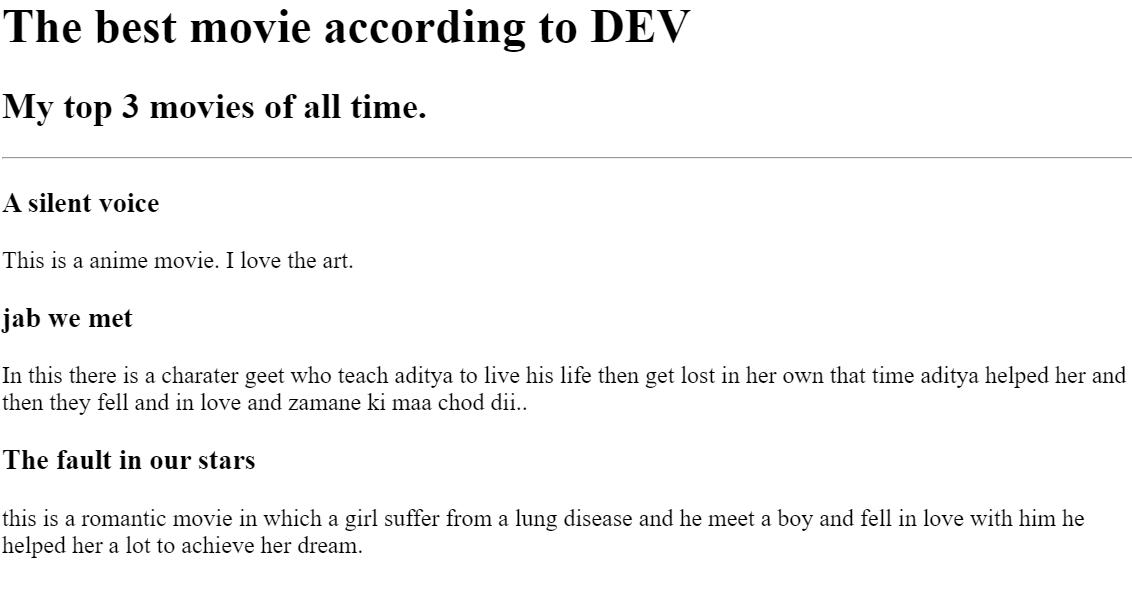 The best movie according to DEV
My top 3 movies of all time.
A silent voice
This is a anime movie. I love the art.
jab we met
In this there is a charater geet who teach aditya to live his life then get lost in her own that time aditya helped her and
then they fell and in love and zamane ki maa chod dii..
The fault in our stars
this is a romantic movie in which a girl suffer from a lung disease and he meet a boy and fell in love with him he
helped her a lot to achieve her dream.